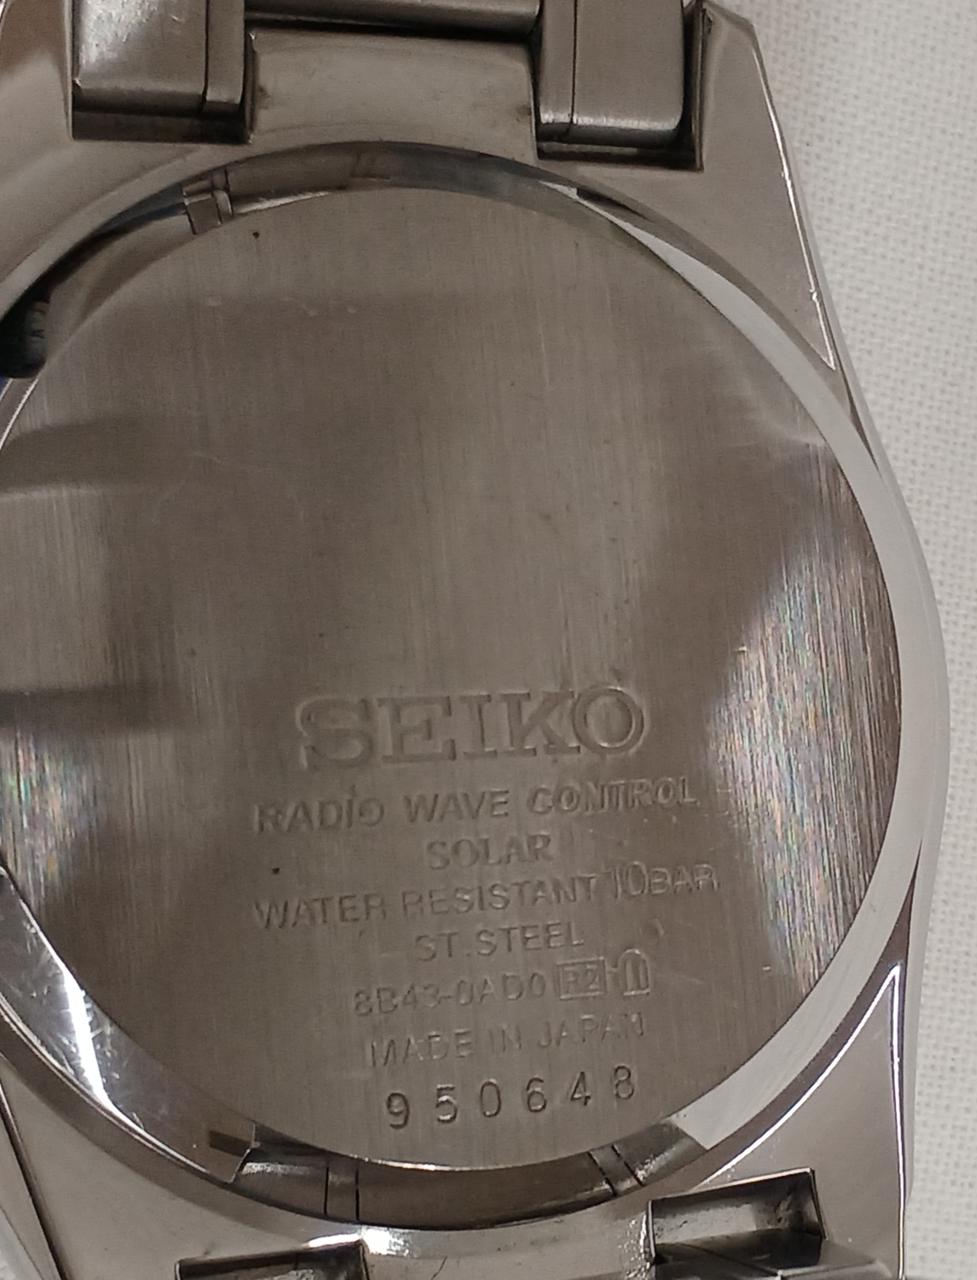 SEIKO
RADIO WAVE CONTROL
SOLAR
WATER RESISTANT 10BAR
ST.STEEL
8B43-0AD0 R2
MADE IN JAPAN
950648